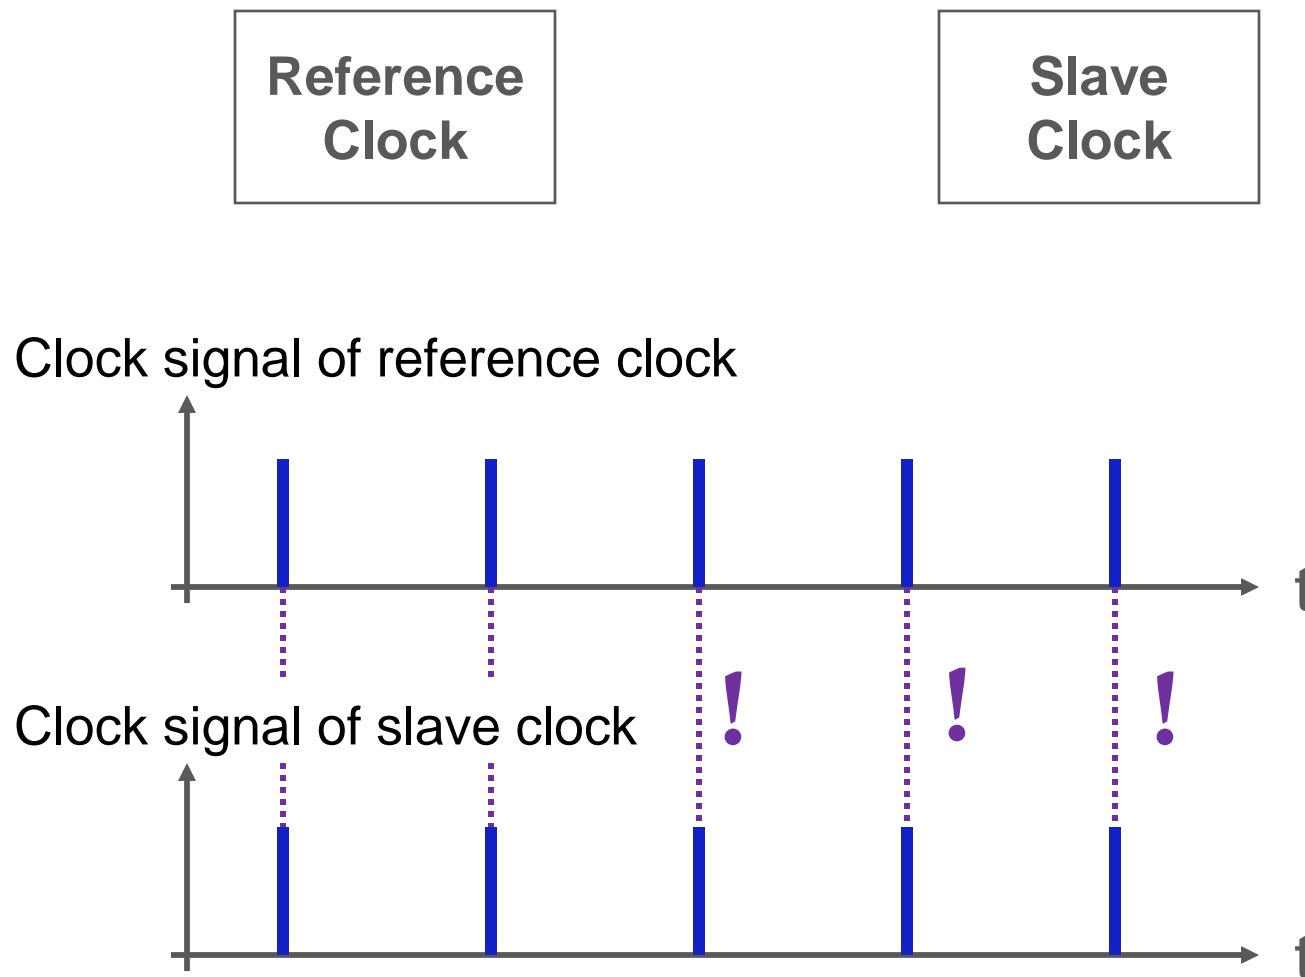 Reference
Clock
Slave
Clock
Clock signal of reference clock
t
! ! !
Clock signal of slave clock
t